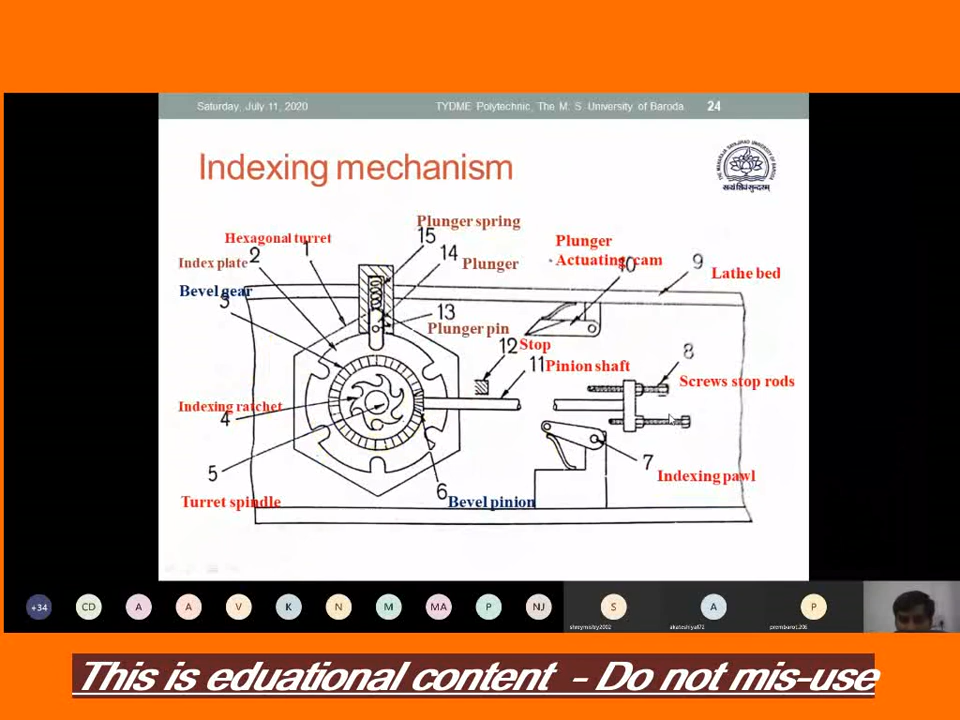 Saturday, July 11, 2020 TYDME Polytechnic, The M. S. University of Baroda 24
Indexing mechanism
सत्यं शिवं सुन्दरम्
Plunger spring
15
Hexagonal turret
1
Plunger
Actuating cam
10
Index plate
2
14
Plunger
9
Lathe bed
Bevel gear
3
13
Plunger pin
12
Stop
11
Pinion shaft
8
Screws stop rods
Indexing ratchet
4
5
Turret spindle
6
Bevel pinion
7
Indexing pawl
+34 CD A A V K N M MA P NJ S A P
This is eduational content - Do not mis-use